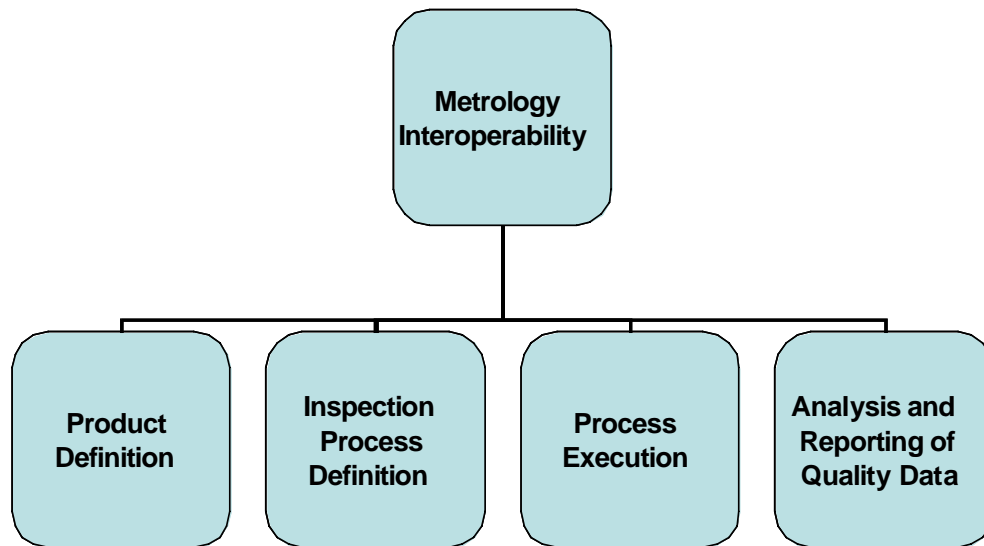 Metrology
Interoperability
Product
Definition
Inspection
Process
Definition
Process
Execution
Analysis and
Reporting of
Quality Data